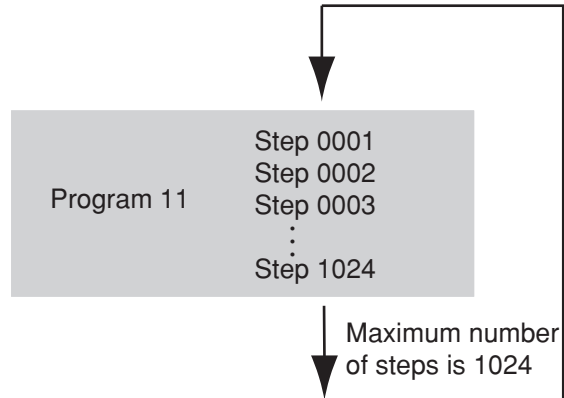 Step 0001
Step 0002
Program 11
Step 0003
Step 1024
Maximum number
of steps is 1024